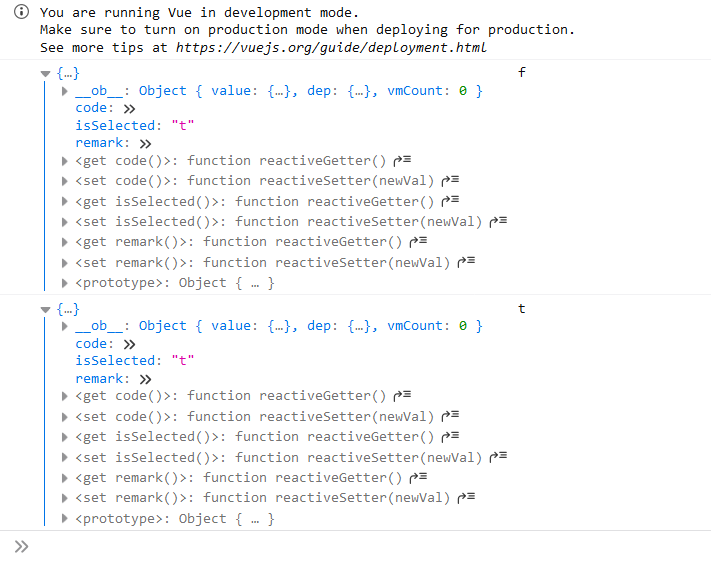 You are running Vue in development mode.
Make sure to turn on production mode when deploying for production.
See more tips at https://vuejs.org/guide/deployment.html
{…} f
__ob__: Object { value: {…}, dep: {…}, vmCount: 0 }
code: >>
isSelected: "t"
remark: >>
<get code()>: function reactiveGetter()
<set code()>: function reactiveSetter(newVal)
<get isSelected()>: function reactiveGetter()
<set isSelected()>: function reactiveSetter(newVal)
<get remark()>: function reactiveGetter()
<set remark()>: function reactiveSetter(newVal)
<prototype>: Object { … }
{…} t
__ob__: Object { value: {…}, dep: {…}, vmCount: 0 }
code: >>
isSelected: "t"
remark: >>
<get code()>: function reactiveGetter()
<set code()>: function reactiveSetter(newVal)
<get isSelected()>: function reactiveGetter()
<set isSelected()>: function reactiveSetter(newVal)
<get remark()>: function reactiveGetter()
<set remark()>: function reactiveSetter(newVal)
<prototype>: Object { … }
>>